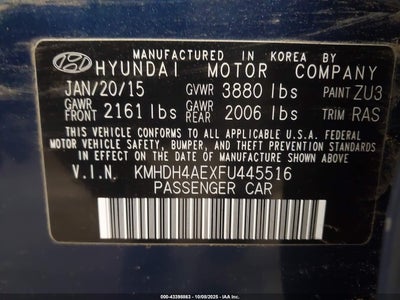 MANUFACTURED IN KOREA BY
HYUNDAI MOTOR COMPANY
JAN/20/15 GVWR 3880 lbs PAINT ZU3
GAWR FRONT 2161 lbs GAWR REAR 2006 lbs TRIM RAS
THIS VEHICLE CONFORMS TO ALL APPLICABLE U.S.A. FEDERAL
MOTOR VEHICLE SAFETY, BUMPER, AND THEFT
PREVENTION STANDARDS IN EFFECT ON THE DATE OF
MANUFACTURE SHOWN ABOVE.
V.I.N. KMHDH4AEXFU445516
PASSENGER CAR
000-43398083 - 10/08/2025 - IAA Inc.